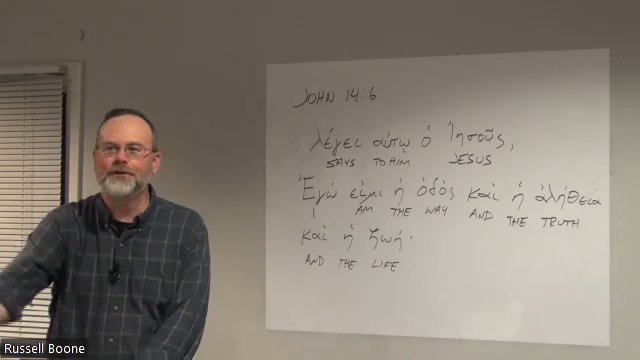 JOHN 14:6
λέγει αὐτῷ ὁ Ἰησοῦς,
SAYS TO HIM JESUS
Ἐγώ εἰμι ἡ ὁδὸς καὶ ἡ ἀλήθεια
I AM THE WAY AND THE TRUTH
καὶ ἡ ζωή·
AND THE LIFE
Russell Boone